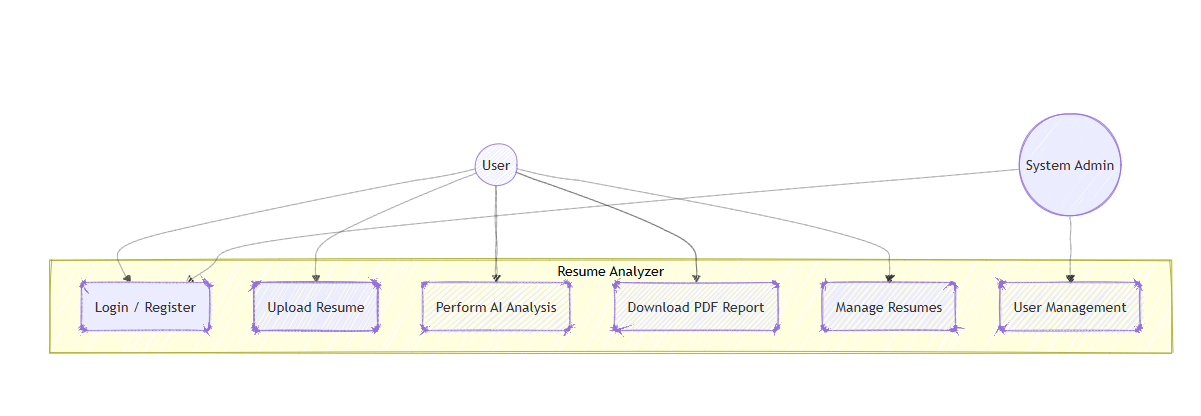 User
System Admin
Resume Analyzer
Login / Register
Upload Resume
Perform AI Analysis
Download PDF Report
Manage Resumes
User Management